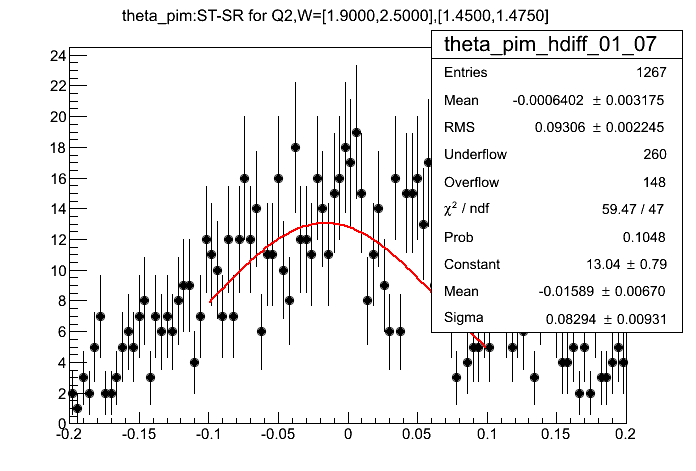 theta_pim:ST-SR for Q2,W=[1.9000,2.5000],[1.4500,1.4750]
theta_pim_hdiff_01_07
Entries 1267
Mean -0.0006402 ± 0.003175
RMS 0.09306 ± 0.002245
Underflow 260
Overflow 148
χ² / ndf 59.47 / 47
Prob 0.1048
Constant 13.04 ± 0.79
Mean -0.01589 ± 0.00670
Sigma 0.08294 ± 0.00931
24
22
20
18
16
14
12
10
8
6
4
2
0
-0.2 -0.15 -0.1 -0.05 0 0.05 0.1 0.15 0.2